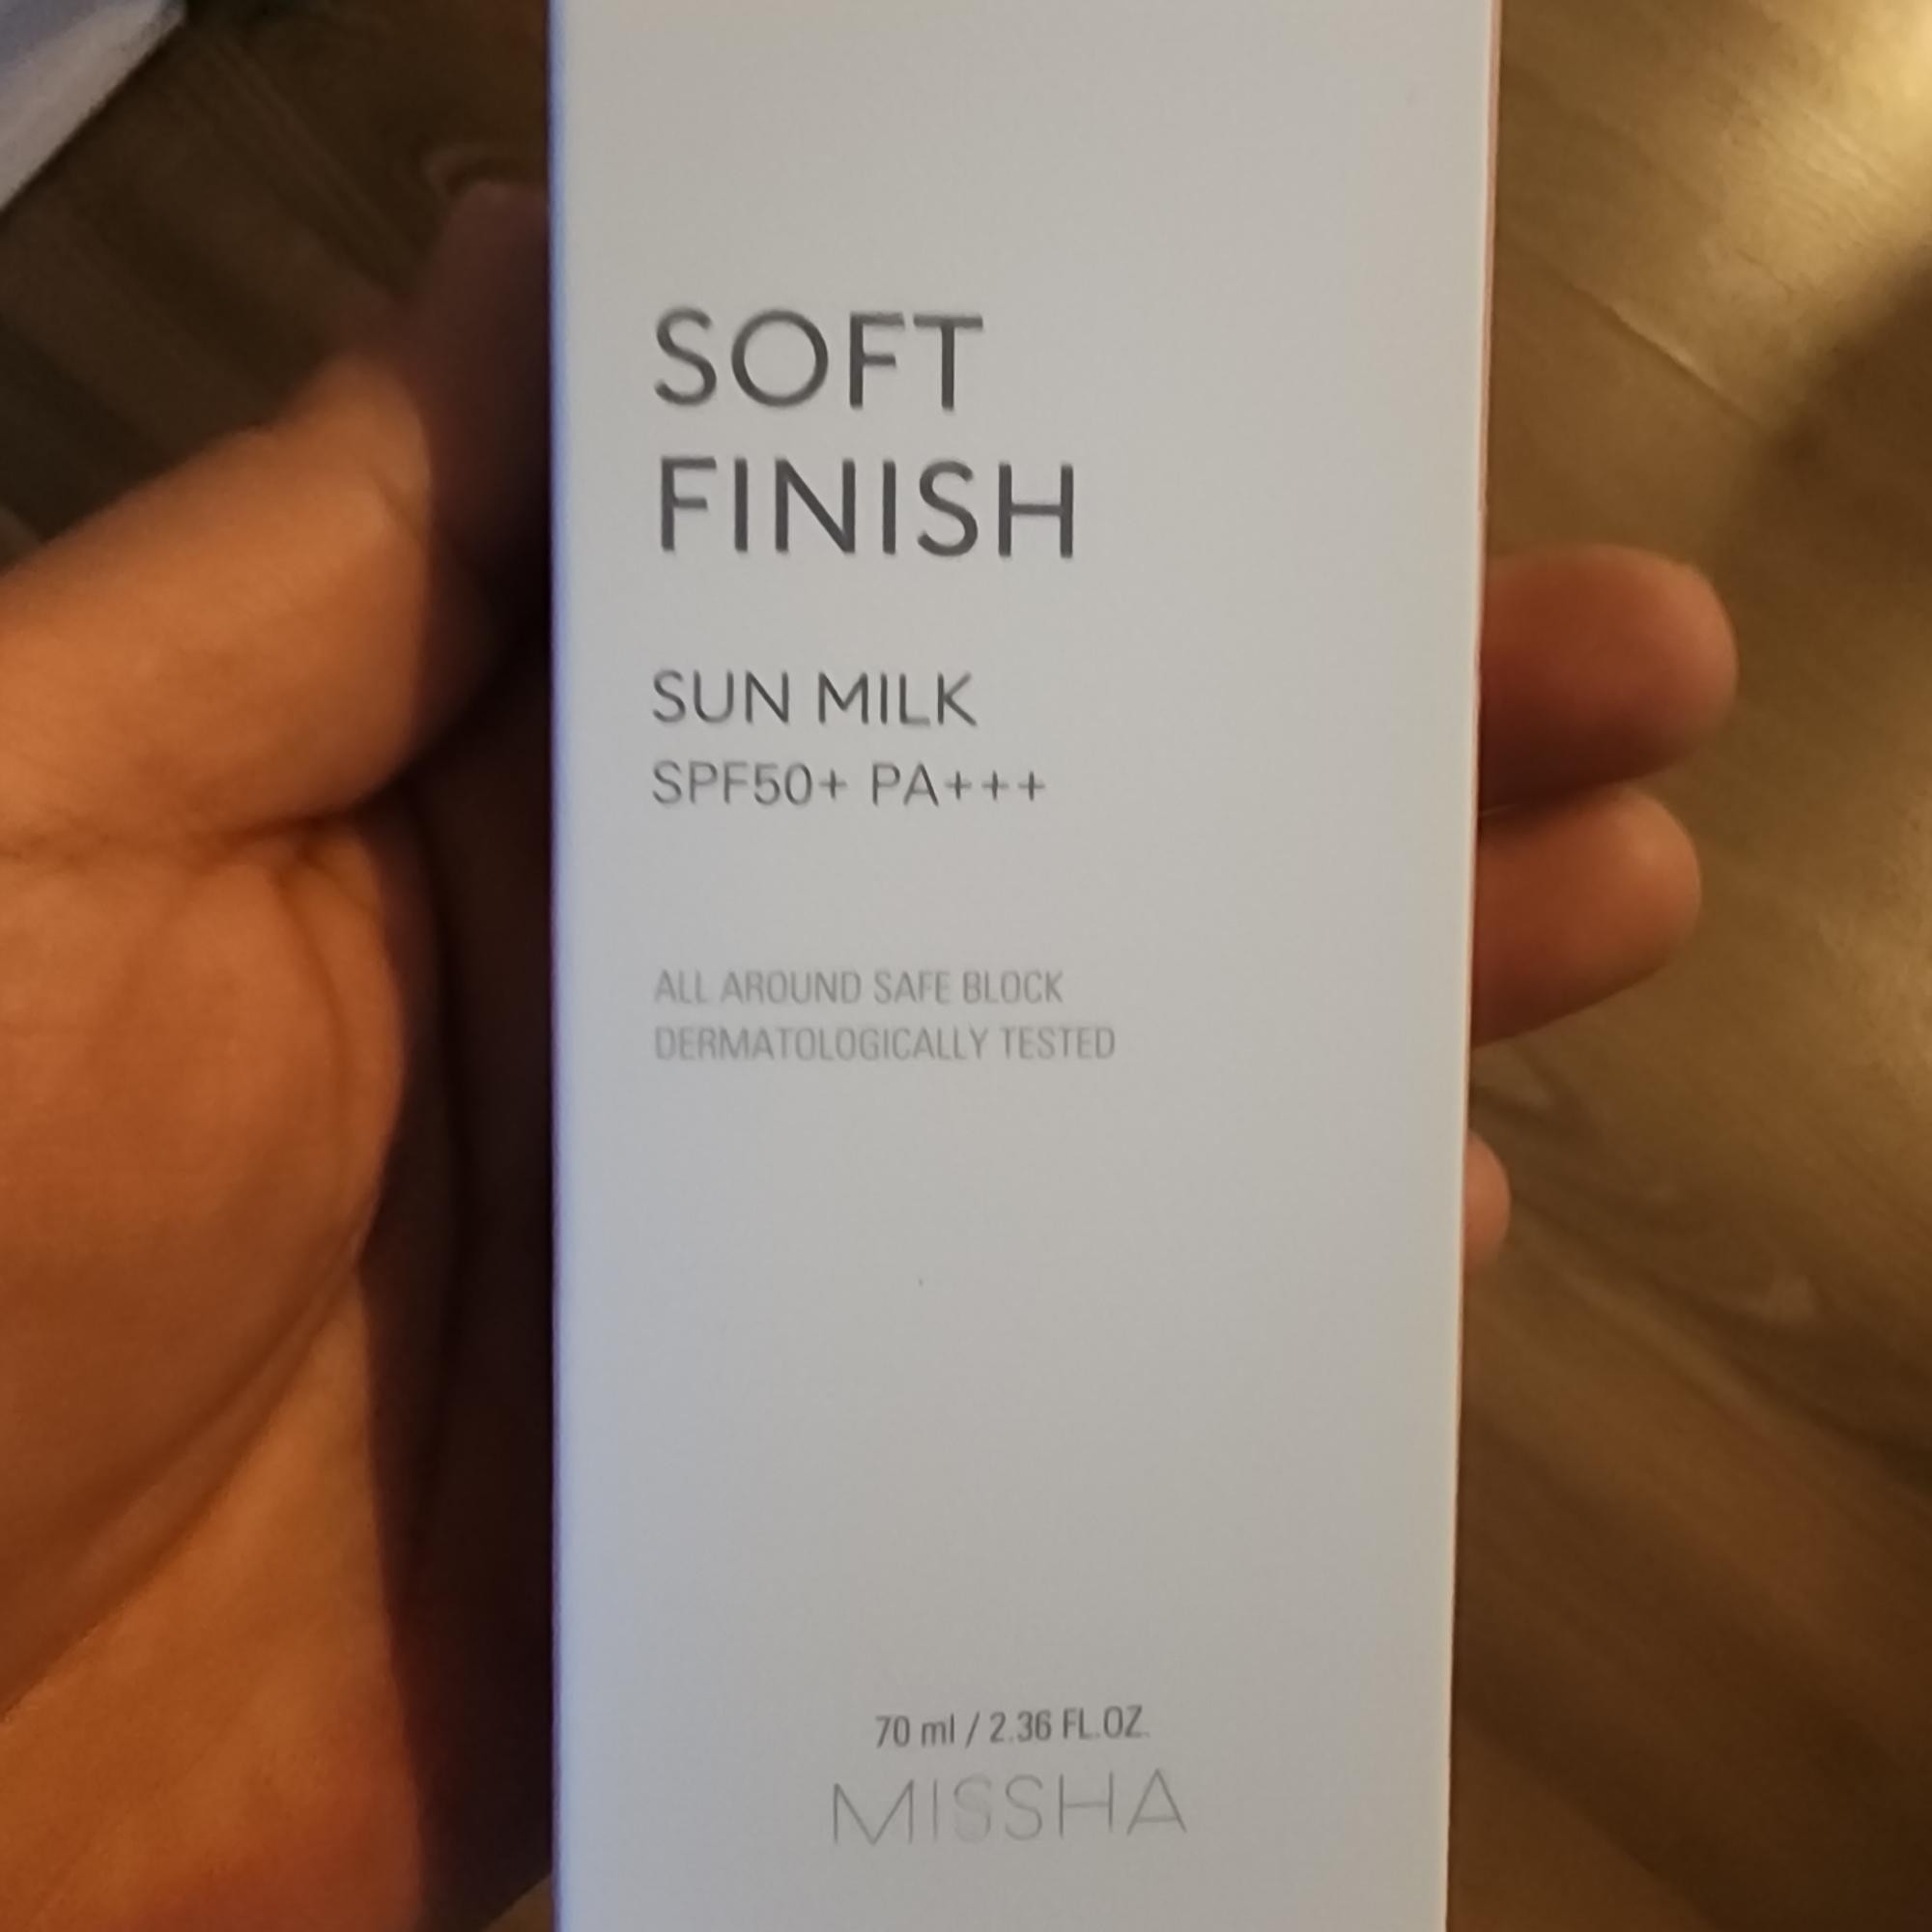 SOFT
FINISH
SUN MILK
SPF50+ PA+++
ALL AROUND SAFE BLOCK
DERMATOLOGICALLY TESTED
70 ml / 2.36 FL.OZ.
MISSHA